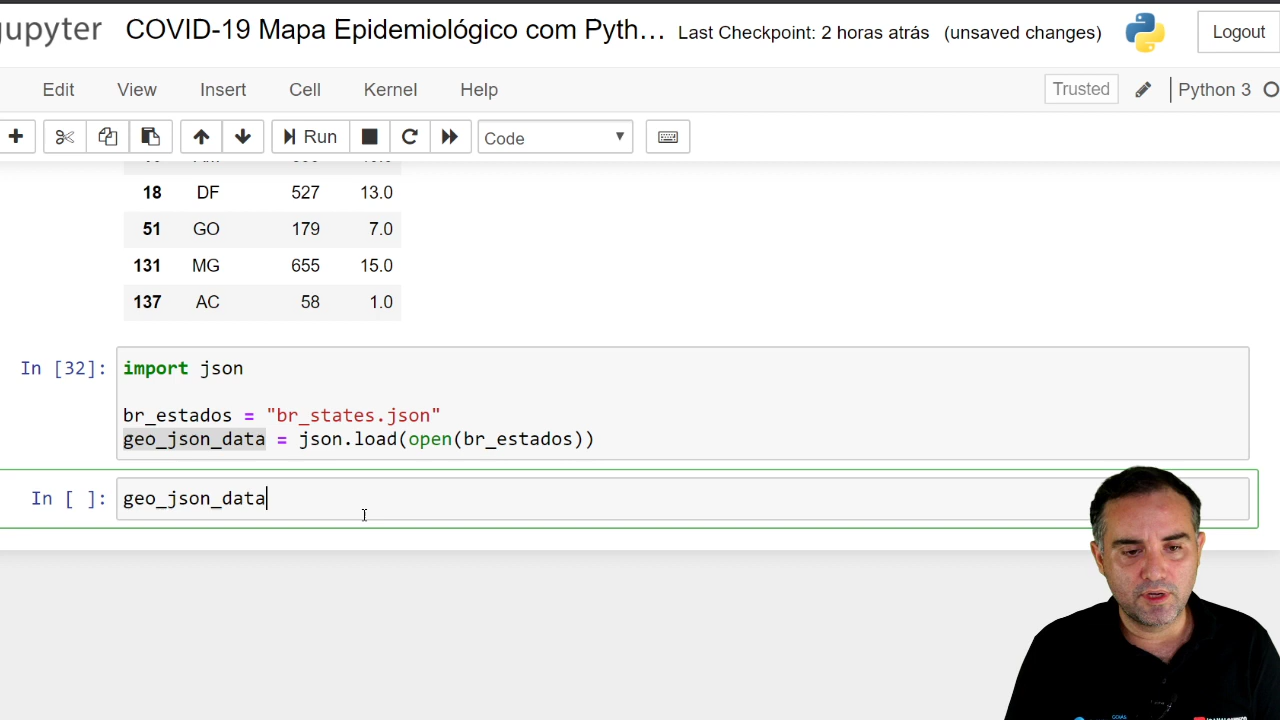 jupyter COVID-19 Mapa Epidemiológico com Pyth... Last Checkpoint: 2 horas atrás (unsaved changes) Logout
Edit View Insert Cell Kernel Help Trusted Python 3
Run Code
18 DF 527 13.0
51 GO 179 7.0
131 MG 655 15.0
137 AC 58 1.0
In [32]: import json
br_estados = "br_states.json"
geo_json_data = json.load(open(br_estados))
In [ ]: geo_json_data